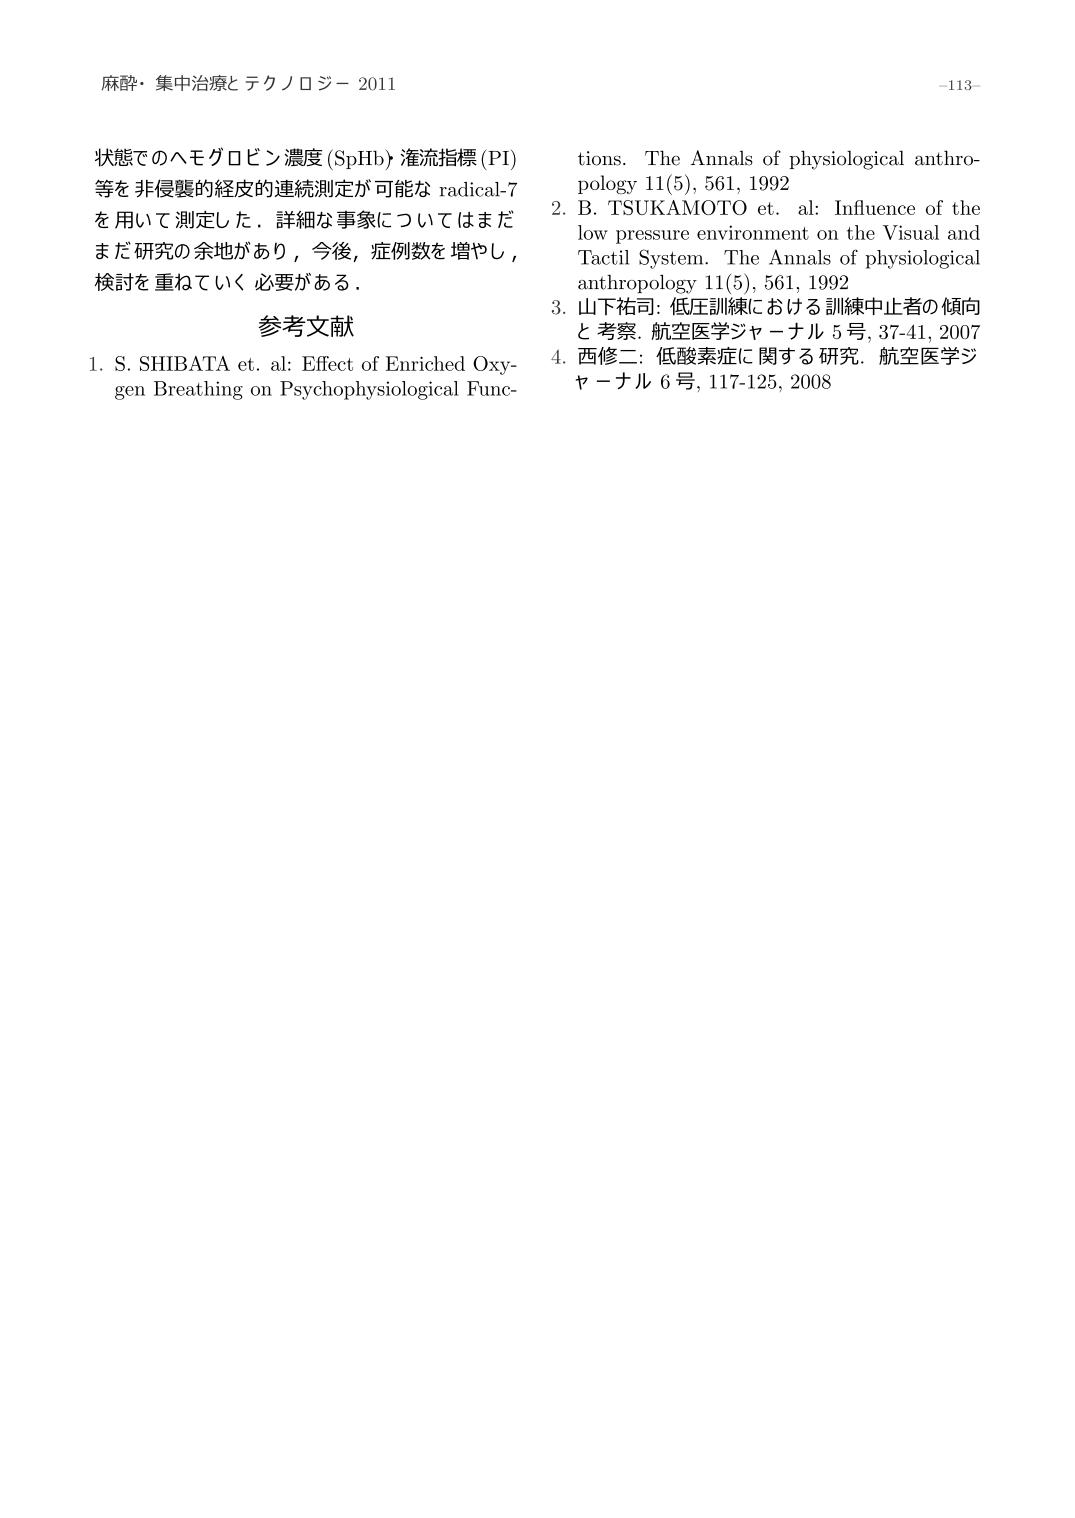 麻酔・集中治療とテクノロジー 2011
–113–
状態でのヘモグロビン濃度(SpHb)・潅流指標(PI)
等を非侵襲的経皮的連続測定が可能な radical-7
を用いて測定した．詳細な事象についてはまだ
まだ研究の余地があり，今後，症例数を増やし，
検討を重ねていく必要がある．
参考文献
1. S. SHIBATA et. al: Effect of Enriched Oxy-
gen Breathing on Psychophysiological Func-
tions. The Annals of physiological anthro-
pology 11(5), 561, 1992
2. B. TSUKAMOTO et. al: Influence of the
low pressure environment on the Visual and
Tactil System. The Annals of physiological
anthropology 11(5), 561, 1992
3. 山下祐司: 低圧訓練における訓練中止者の傾向
と考察. 航空医学ジャーナル 5号, 37-41, 2007
4. 西修二: 低酸素症に関する研究. 航空医学ジ
ャーナル 6号, 117-125, 2008